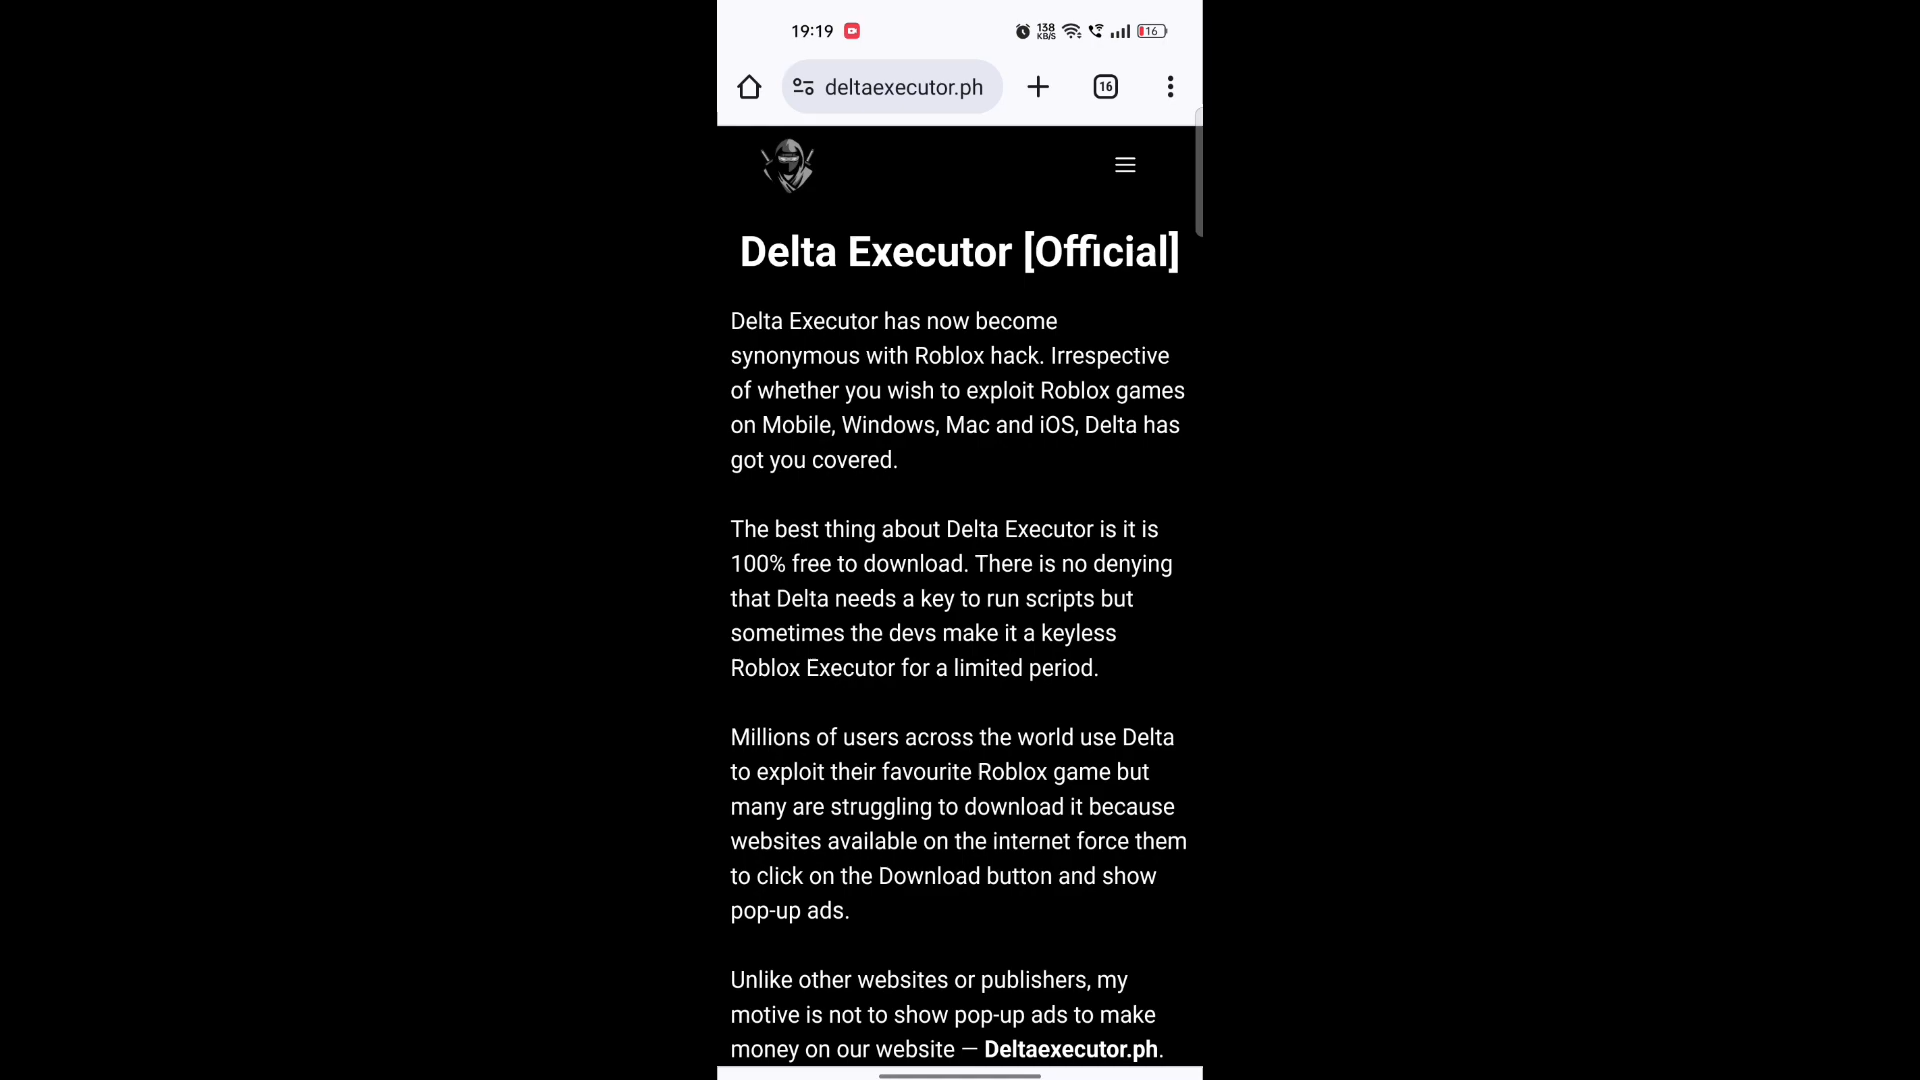 19:19
138
KB/S
16
deltaexecutor.ph
16
Delta Executor [Official]
Delta Executor has now become
synonymous with Roblox hack. Irrespective
of whether you wish to exploit Roblox games
on Mobile, Windows, Mac and iOS, Delta has
got you covered.
The best thing about Delta Executor is it is
100% free to download. There is no denying
that Delta needs a key to run scripts but
sometimes the devs make it a keyless
Roblox Executor for a limited period.
Millions of users across the world use Delta
to exploit their favourite Roblox game but
many are struggling to download it because
websites available on the internet force them
to click on the Download button and show
pop-up ads.
Unlike other websites or publishers, my
motive is not to show pop-up ads to make
money on our website — Deltaexecutor.ph.